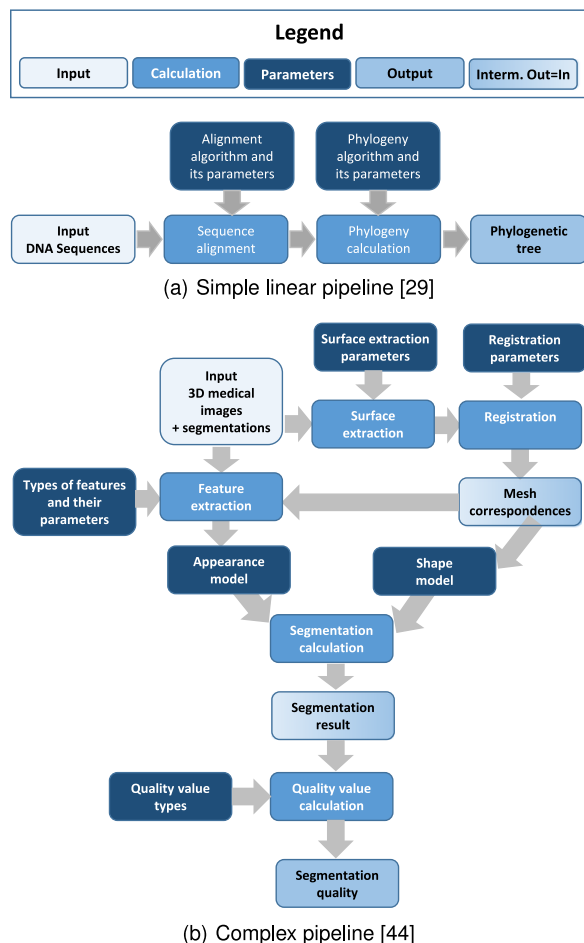 Legend
Input
Calculation
Parameters
Output
Interm. Out=In
Alignment
algorithm and
its parameters
Phylogeny
algorithm and
its parameters
Input
DNA Sequences
Sequence
alignment
Phylogeny
calculation
Phylogenetic
tree
(a) Simple linear pipeline [29]
Surface extraction
parameters
Registration
parameters
Input
3D medical
images
+ segmentations
Surface
extraction
Registration
Types of features
and their
parameters
Feature
extraction
Mesh
correspondences
Appearance
model
Shape
model
Segmentation
calculation
Segmentation
result
Quality value
types
Quality value
calculation
Segmentation
quality
(b) Complex pipeline [44]